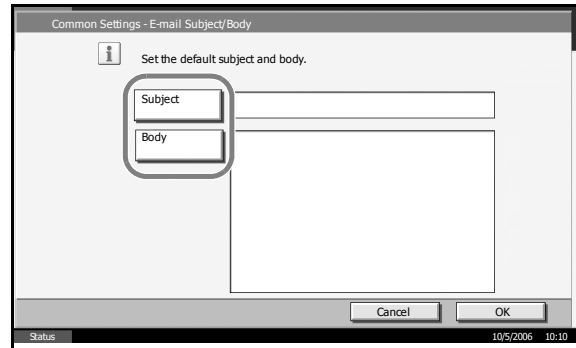 Common Settings - E-mail Subject/Body
i
Set the default subject and body.
Subject
Body
Cancel OK
Status 10/5/2006 10:10